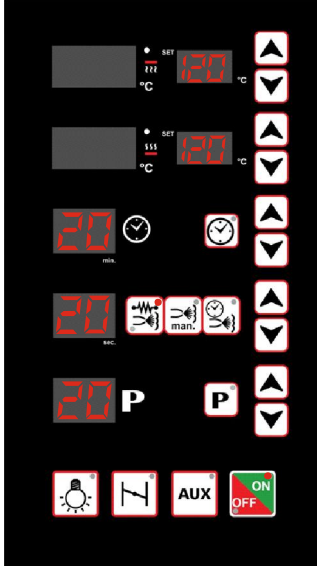 SET 120 °C
°C
SET 120 °C
°C
20
min.
20 man.
sec.
20 P P
AUX ON
OFF